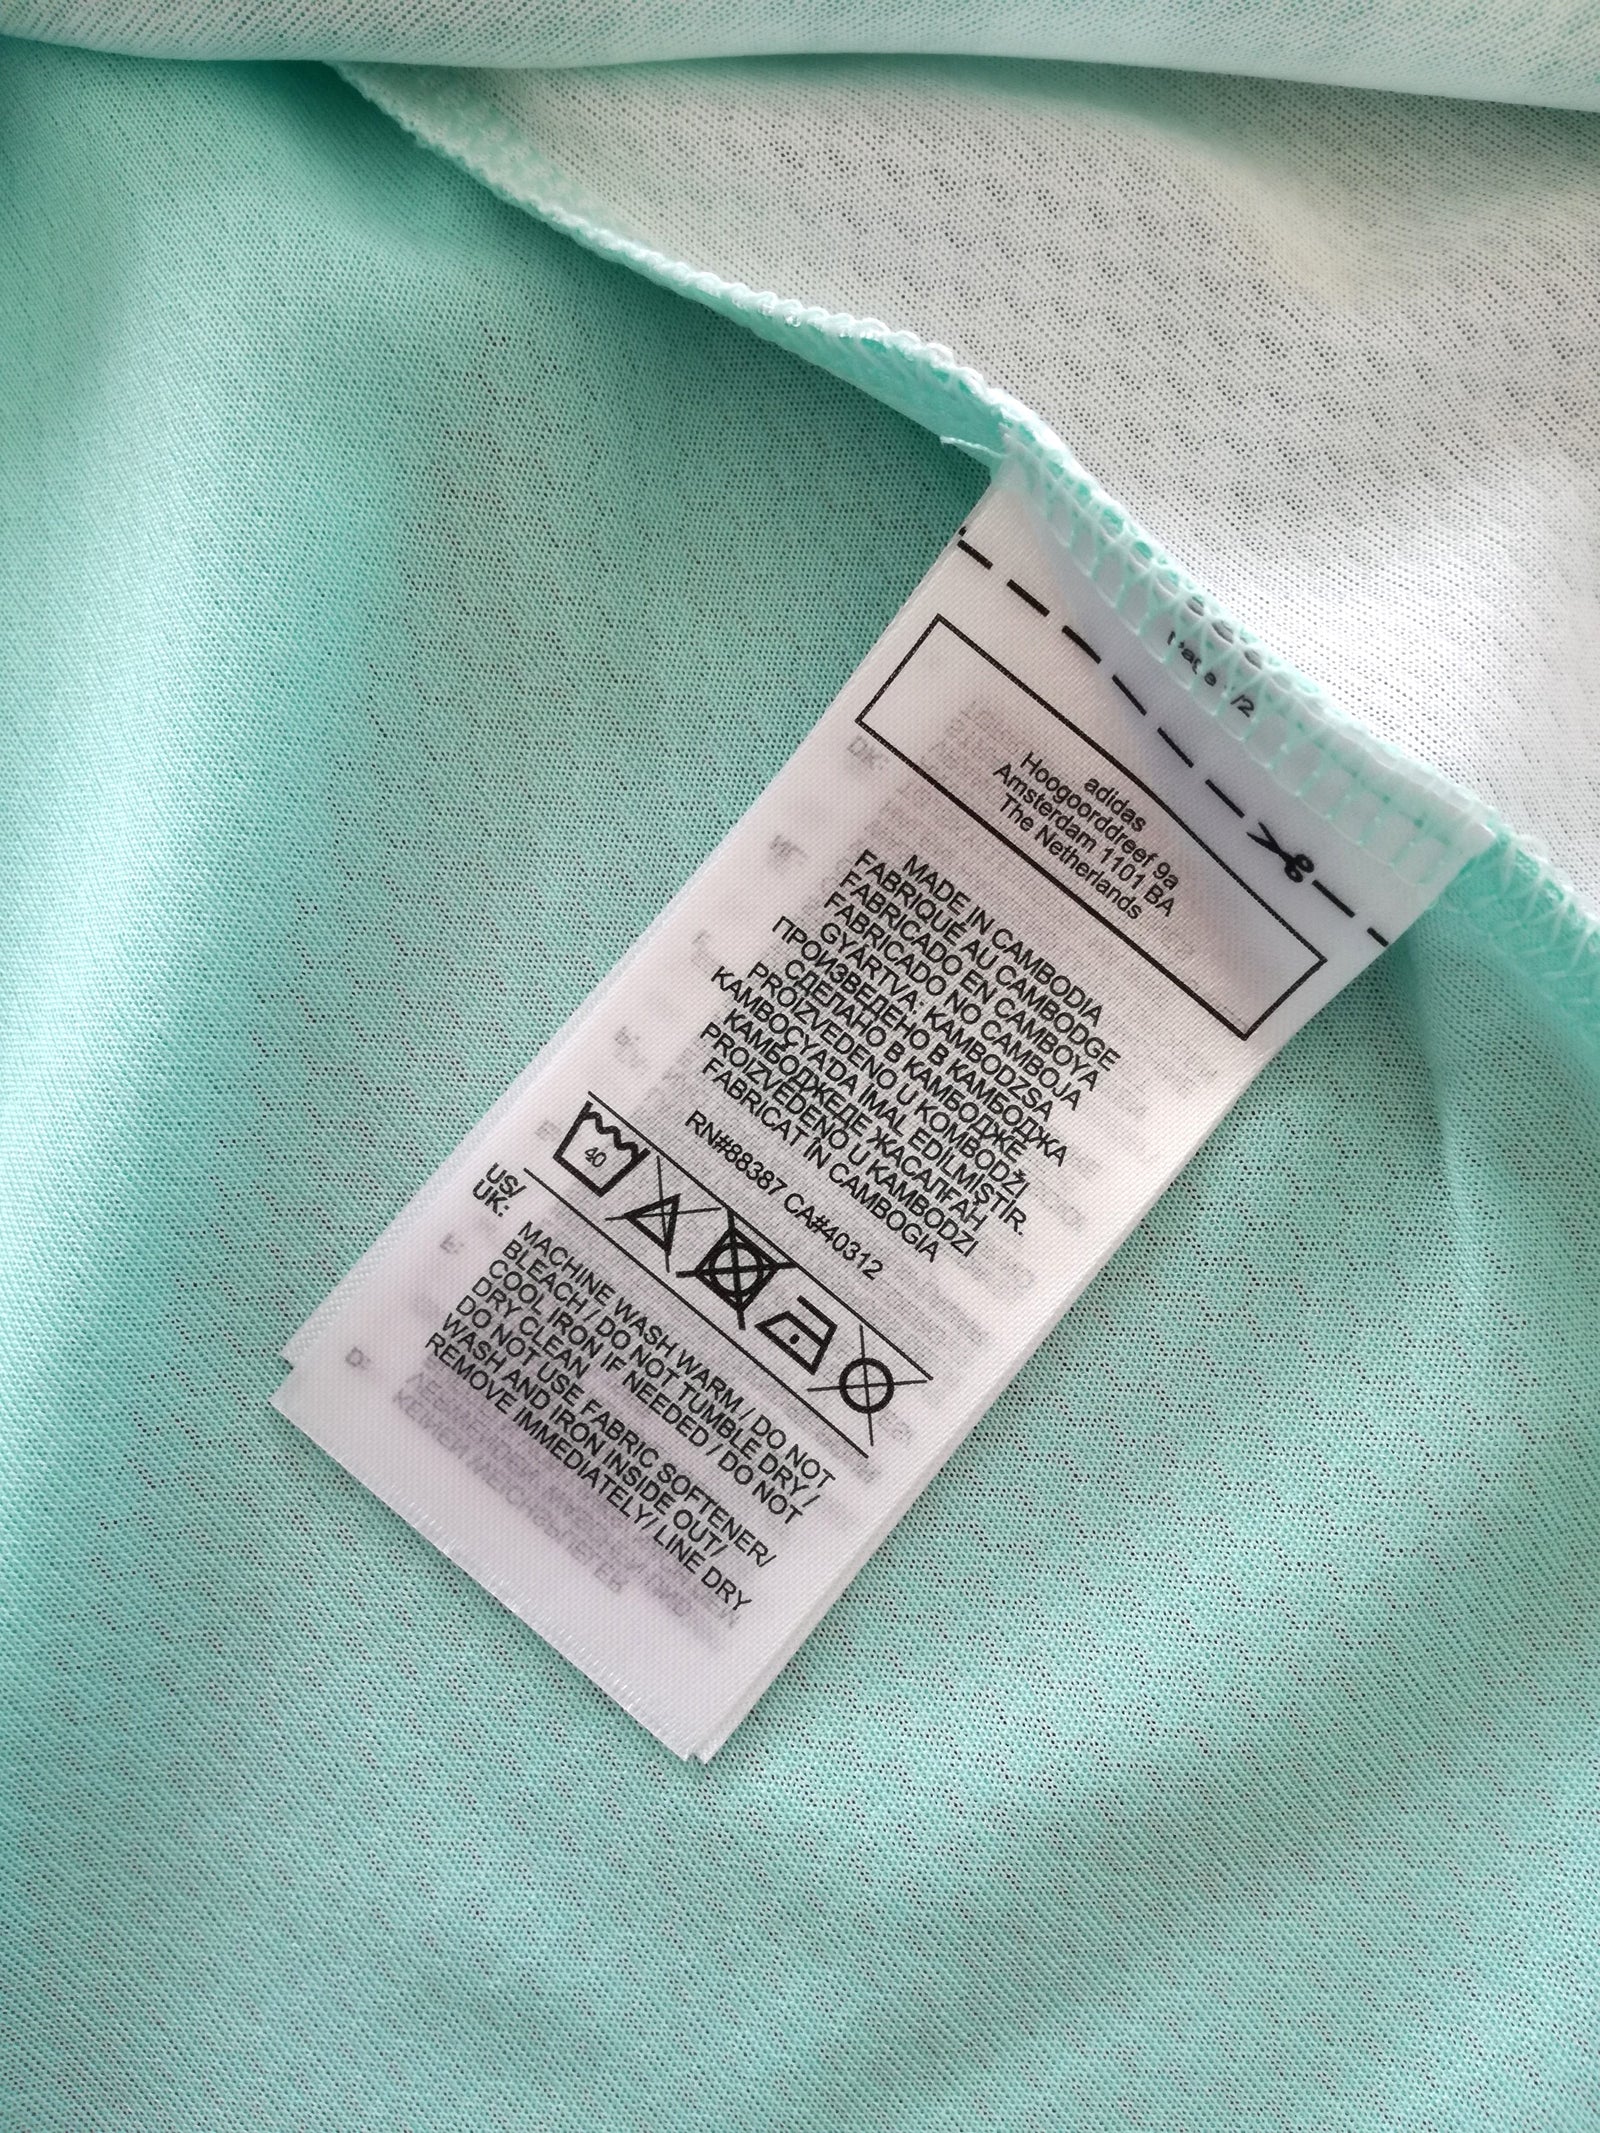 adidas
Hoogoorddreef 9a
Amsterdam 1101 BA
The Netherlands
MADE IN CAMBODIA
FABRIQUÉ AU CAMBODGE
FABRICADO EN CAMBOYA
FABRICADO NO CAMBOJA
GYÁRTVA: KAMBODZSA
ПРОИЗВЕДЕНО В КАМБОДЖА
СДЕЛАНО В КАМБОДЖЕ
PROIZVEDENO U KOMBODŽI
KAMBOÇYADA İMAL EDİLMİŞTİR.
КАМБОДЖЕДЕ ЖАСАЛҒАН
PROIZVEDENO U KAMBODZI
FABRICAT ÎN CAMBOGIA
RN#88387 CA#40312
40
US/
UK:
MACHINE WASH WARM / DO NOT
BLEACH / DO NOT TUMBLE DRY /
COOL IRON IF NEEDED / DO NOT
DRY CLEAN
DO NOT USE FABRIC SOFTENER/
WASH AND IRON INSIDE OUT/
REMOVE IMMEDIATELY/ LINE DRY